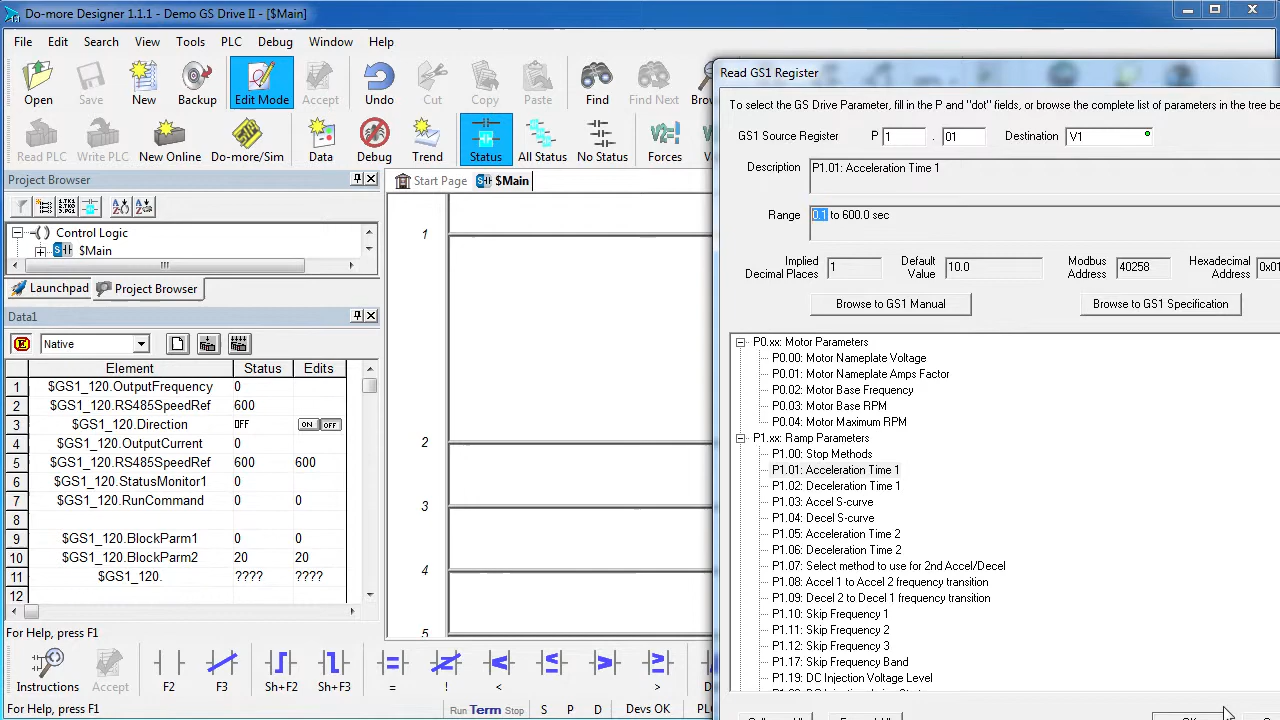 Do-more Designer 1.1.1 - Demo GS Drive II - [$Main]
File Edit Search View Tools PLC Debug Window Help
Open Save New Backup Edit Mode Accept Undo Cut Copy Paste Find Find Next
Read PLC Write PLC New Online Do-more/Sim Data Debug Trend Status All Status No Status Forces
Project Browser
Start Page $Main
Control Logic
$Main
Launchpad Project Browser
Data1
Native
Element Status Edits
1 $GS1_120.OutputFrequency 0
2 $GS1_120.RS485SpeedRef 600
3 $GS1_120.Direction OFF ON OFF
4 $GS1_120.OutputCurrent 0
5 $GS1_120.RS485SpeedRef 600 600
6 $GS1_120.StatusMonitor1 0
7 $GS1_120.RunCommand 0 0
8
9 $GS1_120.BlockParm1 0 0
10 $GS1_120.BlockParm2 20 20
11 $GS1_120. ???? ????
12
1
2
3
4
5
Read GS1 Register
To select the GS Drive Parameter, fill in the P and "dot" fields, or browse the complete list of parameters in the tree
GS1 Source Register P 1 . 01 Destination V1
Description P1.01: Acceleration Time 1
Range 0.1 to 600.0 sec
Implied Decimal Places 1 Default Value 10.0 Modbus Address 40258 Hexadecimal Address
Browse to GS1 Manual Browse to GS1 Specification
P0.xx: Motor Parameters
P0.00: Motor Nameplate Voltage
P0.01: Motor Nameplate Amps Factor
P0.02: Motor Base Frequency
P0.03: Motor Base RPM
P0.04: Motor Maximum RPM
P1.xx: Ramp Parameters
P1.00: Stop Methods
P1.01: Acceleration Time 1
P1.02: Deceleration Time 1
P1.03: Accel S-curve
P1.04: Decel S-curve
P1.05: Acceleration Time 2
P1.06: Deceleration Time 2
P1.07: Select method to use for 2nd Accel/Decel
P1.08: Accel 1 to Accel 2 frequency transition
P1.09: Decel 2 to Decel 1 frequency transition
P1.10: Skip Frequency 1
P1.11: Skip Frequency 2
P1.12: Skip Frequency 3
P1.17: Skip Frequency Band
P1.19: DC Injection Voltage Level
For Help, press F1
Instructions Accept F2 F3 Sh+F2 Sh+F3 = ! < ≤ > ≥
For Help, press F1
Run Term Stop S P D Devs OK